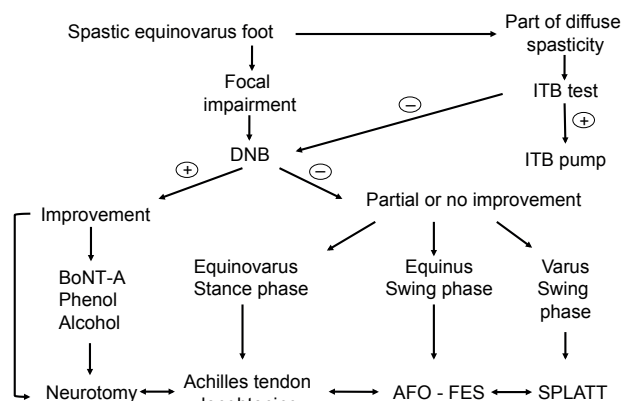 Spastic equinovarus foot
Part of diffuse
spasticity
Focal
impairment
ITB test
−
+
DNB
ITB pump
+
−
Improvement
Partial or no improvement
BoNT-A
Phenol
Alcohol
Equinovarus
Stance phase
Equinus
Swing phase
Varus
Swing
phase
Neurotomy
Achilles tendon
AFO - FES
SPLATT